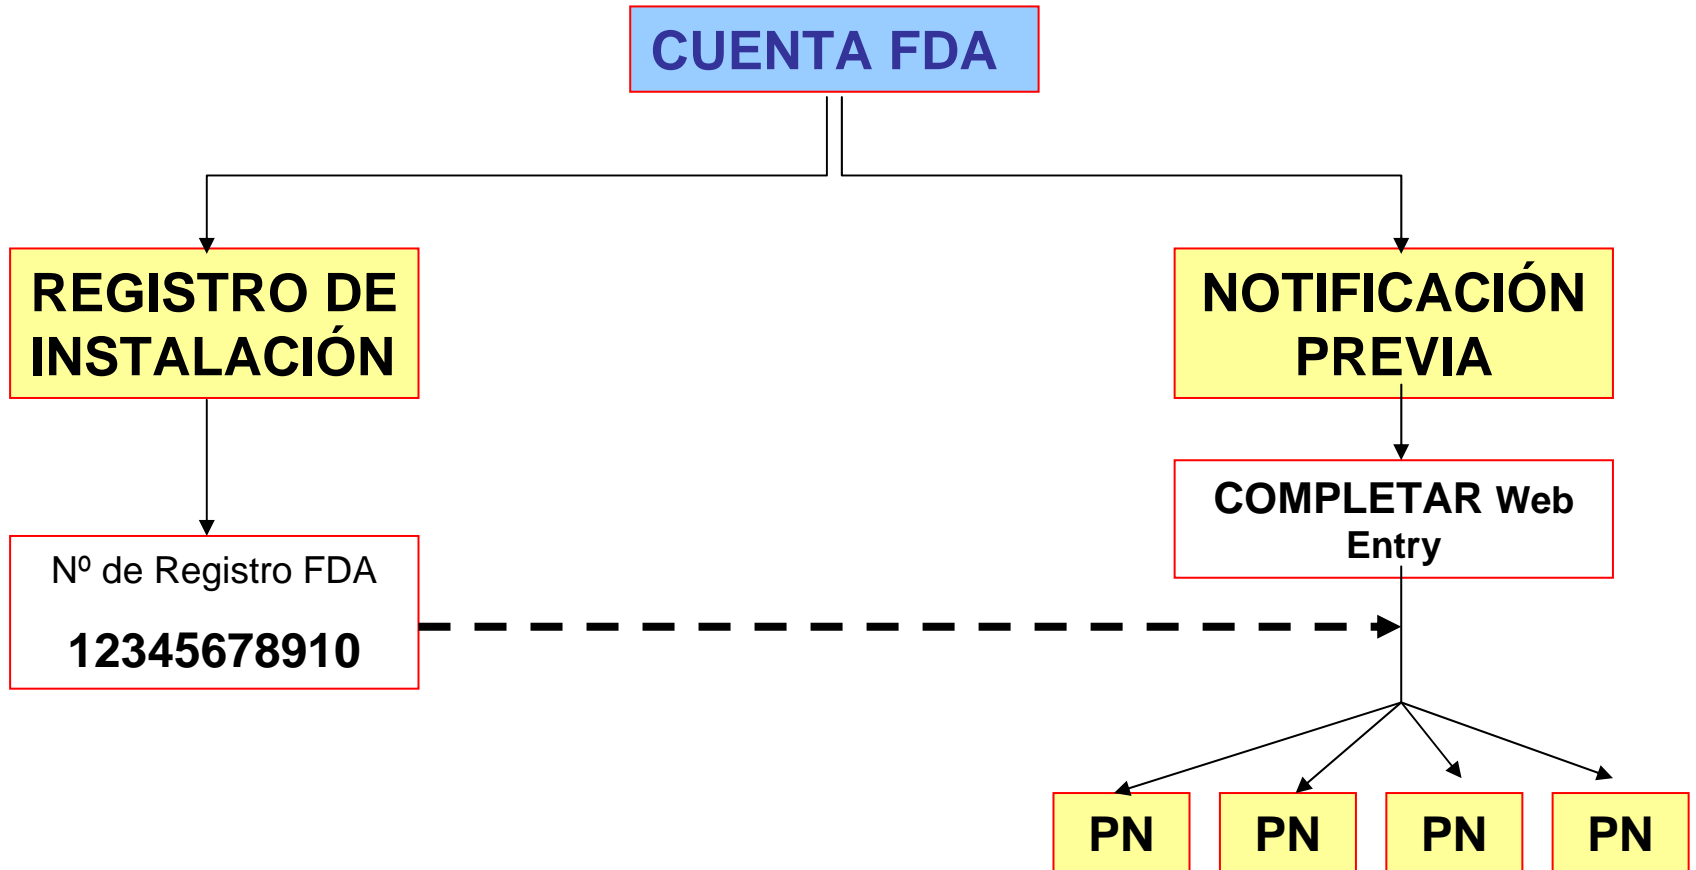 CUENTA FDA
REGISTRO DE
INSTALACIÓN
NOTIFICACIÓN
PREVIA
COMPLETAR Web
Entry
Nº de Registro FDA
12345678910
PN
PN
PN
PN